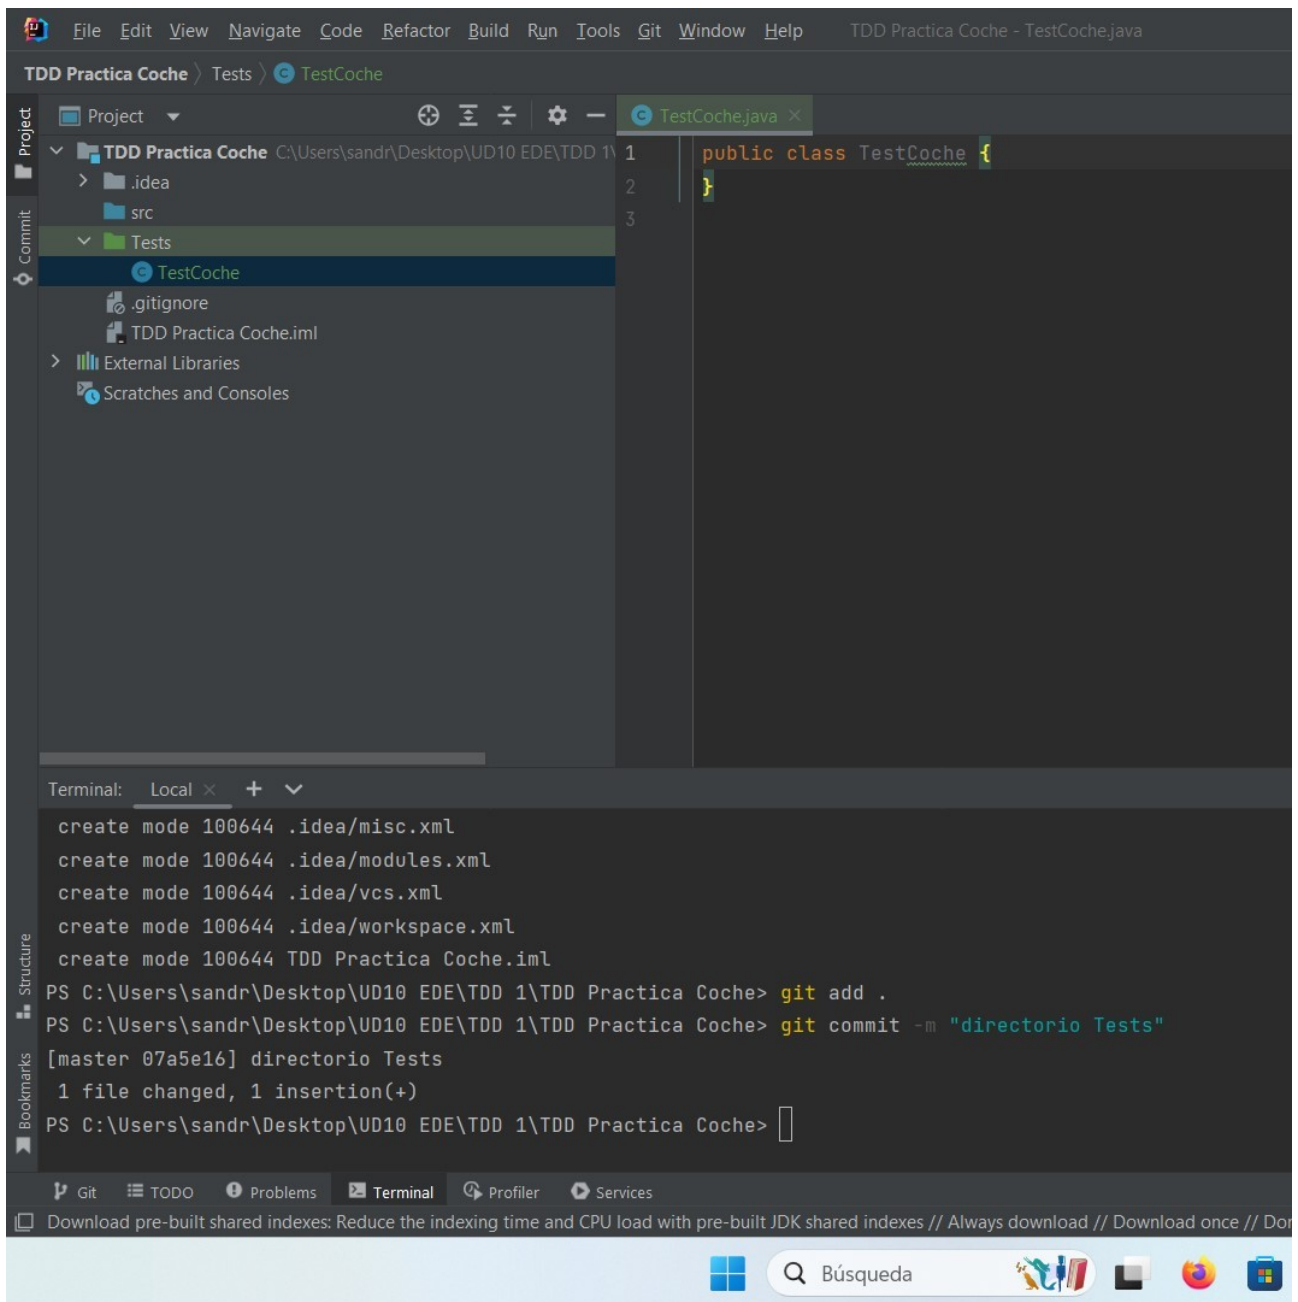 File Edit View Navigate Code Refactor Build Run Tools Git Window Help TDD Practica Coche - TestCoche.java
TDD Practica Coche Tests TestCoche
Project
TestCoche.java
Project
TDD Practica Coche C:\Users\sandr\Desktop\UD10 EDE\TDD 1\
.idea
src
Tests
TestCoche
.gitignore
TDD Practica Coche.iml
External Libraries
Scratches and Consoles
Commit
1 public class TestCoche {
2 }
3
Terminal: Local
create mode 100644 .idea/misc.xml
create mode 100644 .idea/modules.xml
create mode 100644 .idea/vcs.xml
create mode 100644 .idea/workspace.xml
create mode 100644 TDD Practica Coche.iml
PS C:\Users\sandr\Desktop\UD10 EDE\TDD 1\TDD Practica Coche> git add .
PS C:\Users\sandr\Desktop\UD10 EDE\TDD 1\TDD Practica Coche> git commit -m "directorio Tests"
[master 07a5e16] directorio Tests
1 file changed, 1 insertion(+)
PS C:\Users\sandr\Desktop\UD10 EDE\TDD 1\TDD Practica Coche>
Structure
Bookmarks
Git TODO Problems Terminal Profiler Services
Download pre-built shared indexes: Reduce the indexing time and CPU load with pre-built JDK shared indexes // Always download // Download once // Don
Búsqueda